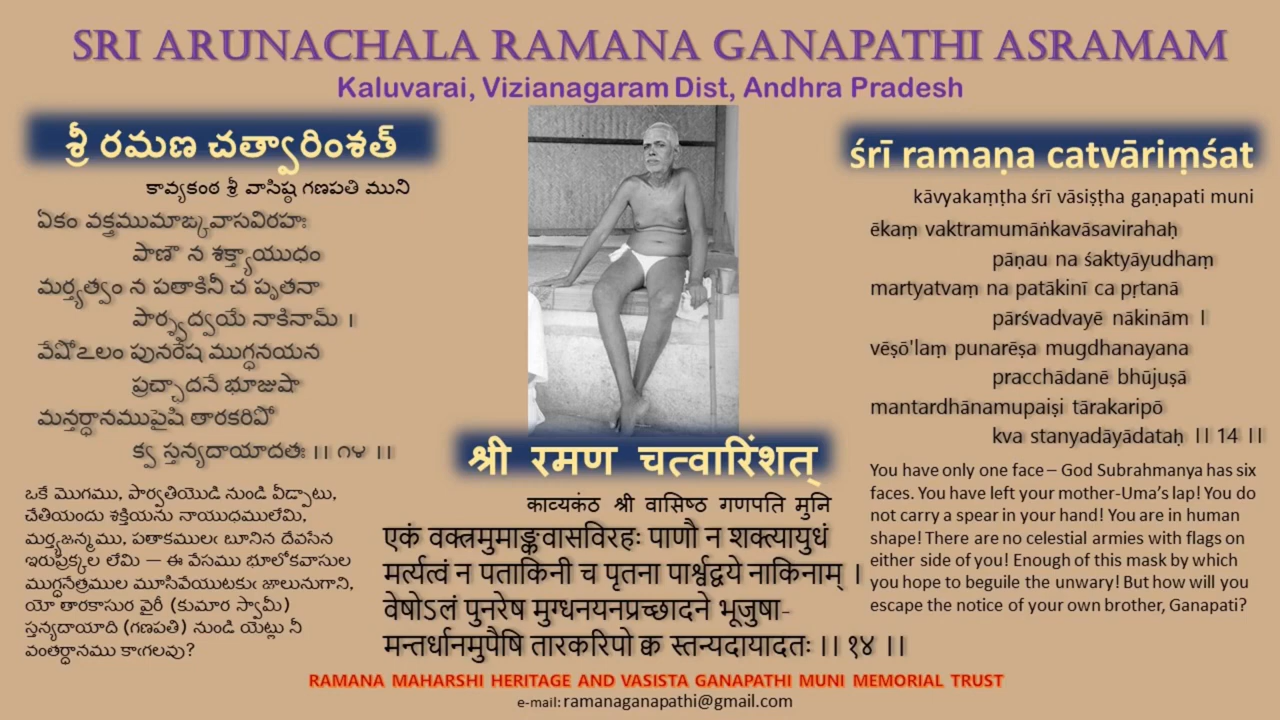 SRI ARUNACHALA RAMANA GANAPATHI ASRAMAM
Kaluvarai, Vizianagaram Dist, Andhra Pradesh
శ్రీ రమణ చత్వారింశత్
కావ్యకంఠ శ్రీ వాసిష్ఠ గణపతి ముని
ఏకం వక్త్రముమాఙ్కవాసవిరహః
పాణౌ న శక్త్యాయుధం
మర్త్యత్వం న పతాకినీ చ పృతనా
పార్శ్వద్వయే నాకినామ్ ।
వేషోఽలం పునరేష ముగ్ధనయన
ప్రచ్ఛాదనే భూజుషా
మన్తర్ధానముపైషి తారకరిపో
క్వ స్తన్యదాయాదతః ।। ౧౪ ।।
ఒకే మొగము, పార్వతియొడి నుండి వీడ్పాటు,
చేతియందు శక్తియను నాయుధములేమి,
మర్త్యజన్మము, పతాకములఁ బూనిన దేవసేన
ఇరుప్రక్కల లేమి — ఈ వేసము భూలోకవాసుల
ముగ్ధనేత్రముల మూసివేయుటకుఁ జాలునుగాని,
యో తారకాసుర వైరీ (కుమార స్వామీ)
స్తన్యదాయాది (గణపతి) నుండి యెట్లు నీ
వంతర్ధానము కాఁగలవు?
श्री रमण चत्वारिंशत्
काव्यकंठ श्री वासिष्ठ गणपति मुनि
एकं वक्त्रमुमाङ्कवासविरहः पाणौ न शक्त्यायुधं
मर्त्यत्वं न पताकिनी च पृतना पार्श्वद्वये नाकिनाम् ।
वेषोऽलं पुनरेष मुग्धनयनप्रच्छादने भूजुषा-
मन्तर्धानमुपैषि तारकरिपो क्व स्तन्यदायादतः ।। १४ ।।
śrī ramaṇa catvāriṃśat
kāvyakaṃṭha śrī vāsiṣṭha gaṇapati muni
ēkaṃ vaktramumāṅkavāsavirahaḥ
pāṇau na śaktyāyudhaṃ
martyatvaṃ na patākinī ca pṛtanā
pārśvadvayē nākinām ।
vēṣō'laṃ punarēṣa mugdhanayana
pracchādanē bhūjuṣā
mantardhānamupaiṣi tārakaripō
kva stanyadāyādataḥ ।। 14 ।।
You have only one face – God Subrahmanya has six
faces. You have left your mother-Uma's lap! You do
not carry a spear in your hand! You are in human
shape! There are no celestial armies with flags on
either side of you! Enough of this mask by which
you hope to beguile the unwary! But how will you
escape the notice of your own brother, Ganapati?
RAMANA MAHARSHI HERITAGE AND VASISTA GANAPATHI MUNI MEMORIAL TRUST
e-mail: ramanaganapathi@gmail.com